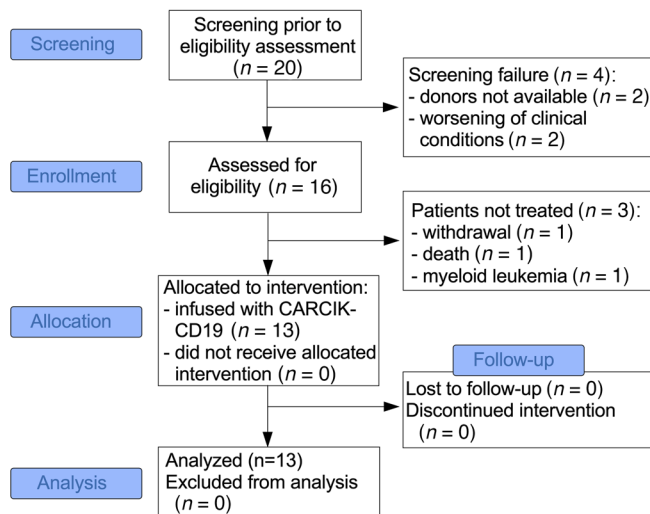 Screening
Screening prior to
eligibility assessment
(n = 20)
Screening failure (n = 4):
- donors not available (n = 2)
- worsening of clinical
conditions (n = 2)
Enrollment
Assessed for
eligibility (n = 16)
Patients not treated (n = 3):
- withdrawal (n = 1)
- death (n = 1)
- myeloid leukemia (n = 1)
Allocation
Allocated to intervention:
- infused with CARCIK-
CD19 (n = 13)
- did not receive allocated
intervention (n = 0)
Follow-up
Lost to follow-up (n = 0)
Discontinued intervention
(n = 0)
Analysis
Analyzed (n=13)
Excluded from analysis
(n = 0)